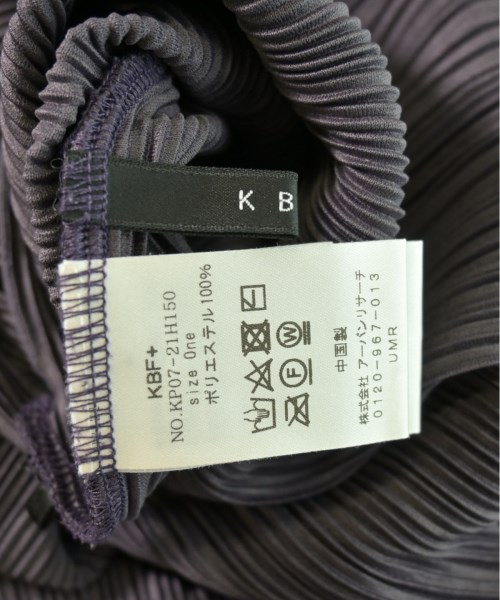 K B
KBF+
NO.KP07-21H150
size One
ポリエステル100%
F W
中国製
株式会社 アーバンリサーチ
0120-967-013
UMR